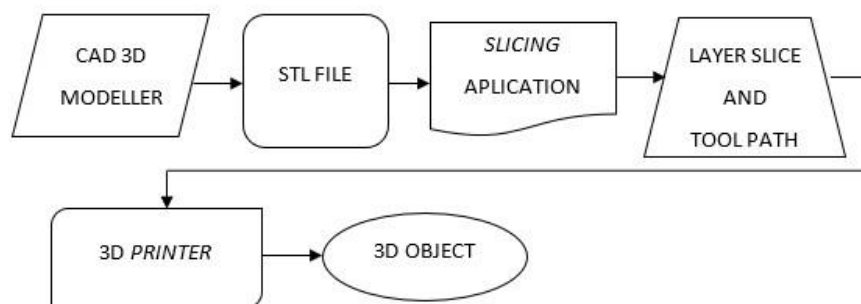 CAD 3D
MODELLER
STL FILE
SLICING
APLICATION
LAYER SLICE
AND
TOOL PATH
3D PRINTER
3D OBJECT